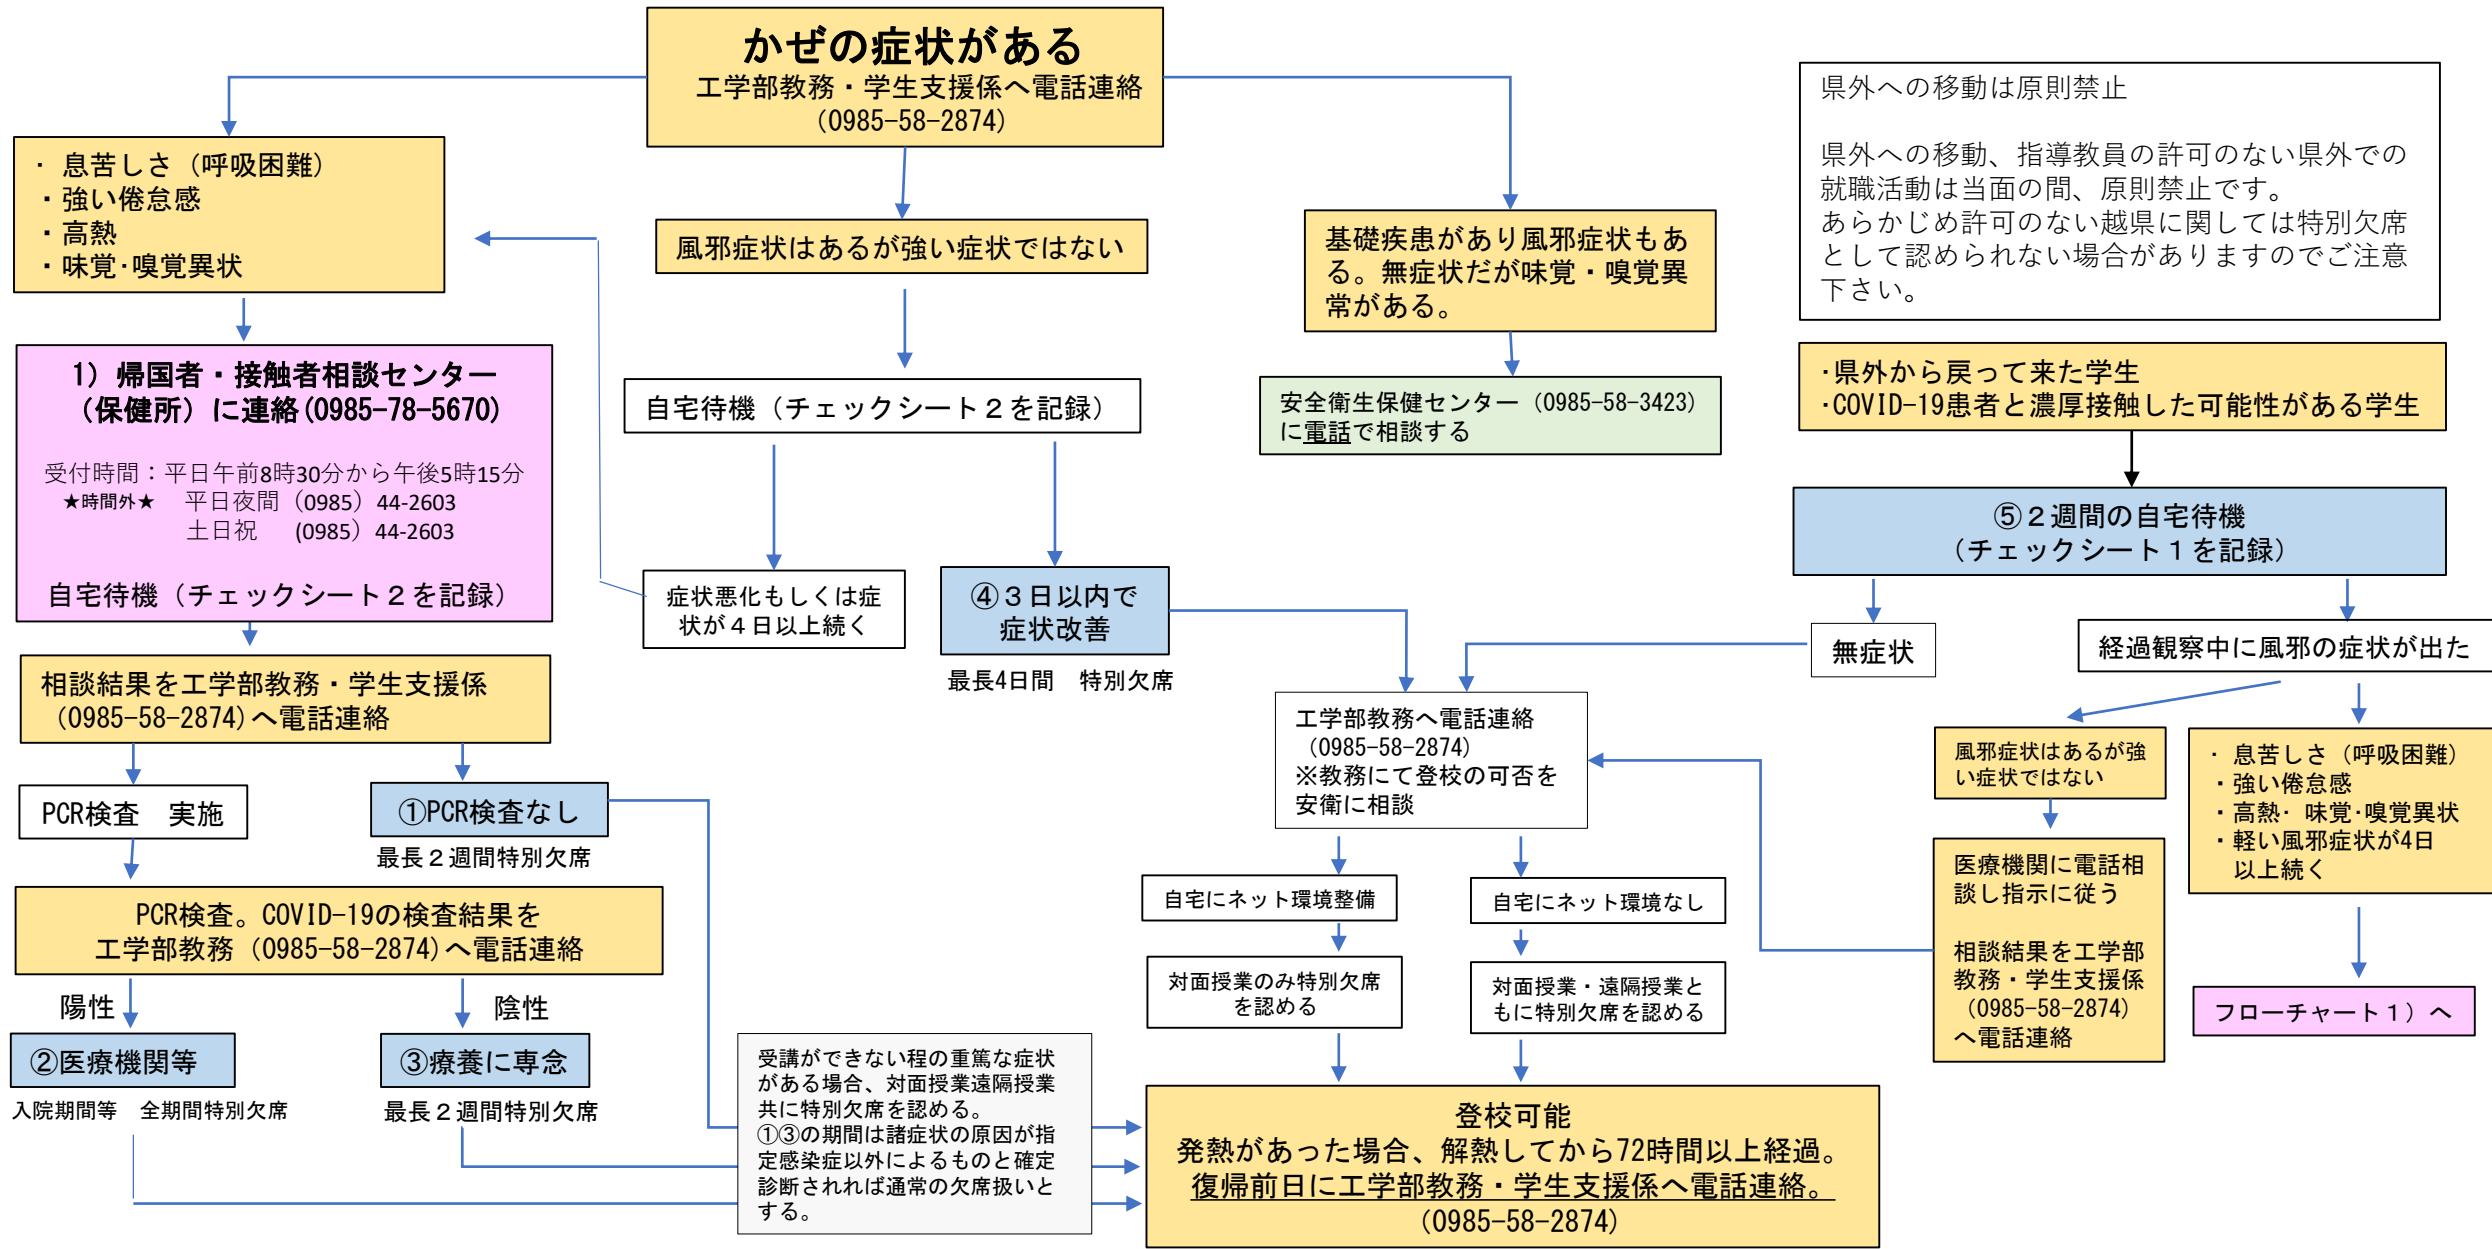 かぜの症状がある
工学部教務・学生支援係へ電話連絡
(0985-58-2874)
・ 息苦しさ（呼吸困難）
・強い倦怠感
・高熱
・味覚･嗅覚異状
1) 帰国者・接触者相談センター
（保健所）に連絡(0985-78-5670)
受付時間：平日午前8時30分から午後5時15分
★時間外★ 平日夜間（0985）44-2603
土日祝 (0985）44-2603
自宅待機（チェックシート２を記録）
相談結果を工学部教務・学生支援係
(0985-58-2874)へ電話連絡
PCR検査 実施
①PCR検査なし
最長２週間特別欠席
PCR検査。COVID-19の検査結果を
工学部教務（0985-58-2874)へ電話連絡
陽性
陰性
②医療機関等
入院期間等 全期間特別欠席
③療養に専念
最長２週間特別欠席
風邪症状はあるが強い症状ではない
自宅待機（チェックシート２を記録）
症状悪化もしくは症
状が４日以上続く
④３日以内で
症状改善
最長4日間 特別欠席
基礎疾患があり風邪症状もあ
る。無症状だが味覚・嗅覚異
常がある。
安全衛生保健センター（0985-58-3423)
に電話で相談する
工学部教務へ電話連絡
(0985-58-2874)
※教務にて登校の可否を
安衛に相談
自宅にネット環境整備
自宅にネット環境なし
対面授業のみ特別欠席
を認める
対面授業・遠隔授業と
もに特別欠席を認める
受講ができない程の重篤な症状
がある場合、対面授業遠隔授業
共に特別欠席を認める。
①③の期間は諸症状の原因が指
定感染症以外によるものと確定
診断されれば通常の欠席扱いと
する。
登校可能
発熱があった場合、解熱してから72時間以上経過。
復帰前日に工学部教務・学生支援係へ電話連絡。
(0985-58-2874)
県外への移動は原則禁止
県外への移動、指導教員の許可のない県外での
就職活動は当面の間、原則禁止です。
あらかじめ許可のない越県に関しては特別欠席
として認められない場合がありますのでご注意
下さい。
･県外から戻って来た学生
･COVID-19患者と濃厚接触した可能性がある学生
⑤２週間の自宅待機
（チェックシート１を記録）
無症状
経過観察中に風邪の症状が出た
風邪症状はあるが強
い症状ではない
医療機関に電話相
談し指示に従う
相談結果を工学部
教務・学生支援係
(0985-58-2874)
へ電話連絡
・ 息苦しさ（呼吸困難）
・強い倦怠感
・高熱･ 味覚･嗅覚異状
・軽い風邪症状が4日
以上続く
フローチャート１）へ